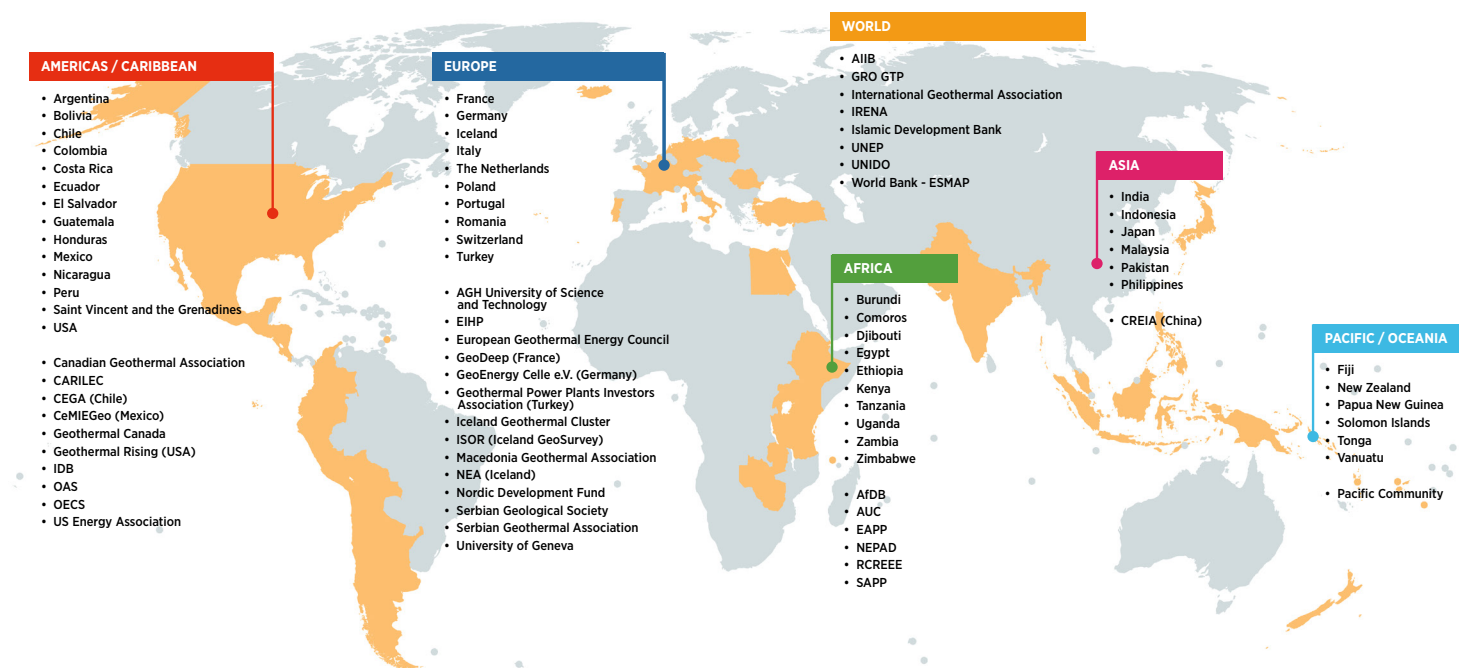 AMERICAS / CARIBBEAN
• Argentina
• Bolivia
• Chile
• Colombia
• Costa Rica
• Ecuador
• El Salvador
• Guatemala
• Honduras
• Mexico
• Nicaragua
• Peru
• Saint Vincent and the Grenadines
• USA
• Canadian Geothermal Association
• CARILEC
• CEGA (Chile)
• CeMIEGeo (Mexico)
• Geothermal Canada
• Geothermal Rising (USA)
• IDB
• OAS
• OECS
• US Energy Association
EUROPE
• France
• Germany
• Iceland
• Italy
• The Netherlands
• Poland
• Portugal
• Romania
• Switzerland
• Turkey
• AGH University of Science
and Technology
• EIHP
• European Geothermal Energy Council
• GeoDeep (France)
• GeoEnergy Celle e.V. (Germany)
• Geothermal Power Plants Investors
Association (Turkey)
• Iceland Geothermal Cluster
• ISOR (Iceland GeoSurvey)
• Macedonia Geothermal Association
• NEA (Iceland)
• Nordic Development Fund
• Serbian Geological Society
• Serbian Geothermal Association
• University of Geneva
WORLD
• AIIB
• GRO GTP
• International Geothermal Association
• IRENA
• Islamic Development Bank
• UNEP
• UNIDO
• World Bank - ESMAP
AFRICA
• Burundi
• Comoros
• Djibouti
• Egypt
• Ethiopia
• Kenya
• Tanzania
• Uganda
• Zambia
• Zimbabwe
• AfDB
• AUC
• EAPP
• NEPAD
• RCREEE
• SAPP
ASIA
• India
• Indonesia
• Japan
• Malaysia
• Pakistan
• Philippines
• CREIA (China)
PACIFIC / OCEANIA
• Fiji
• New Zealand
• Papua New Guinea
• Solomon Islands
• Tonga
• Vanuatu
• Pacific Community